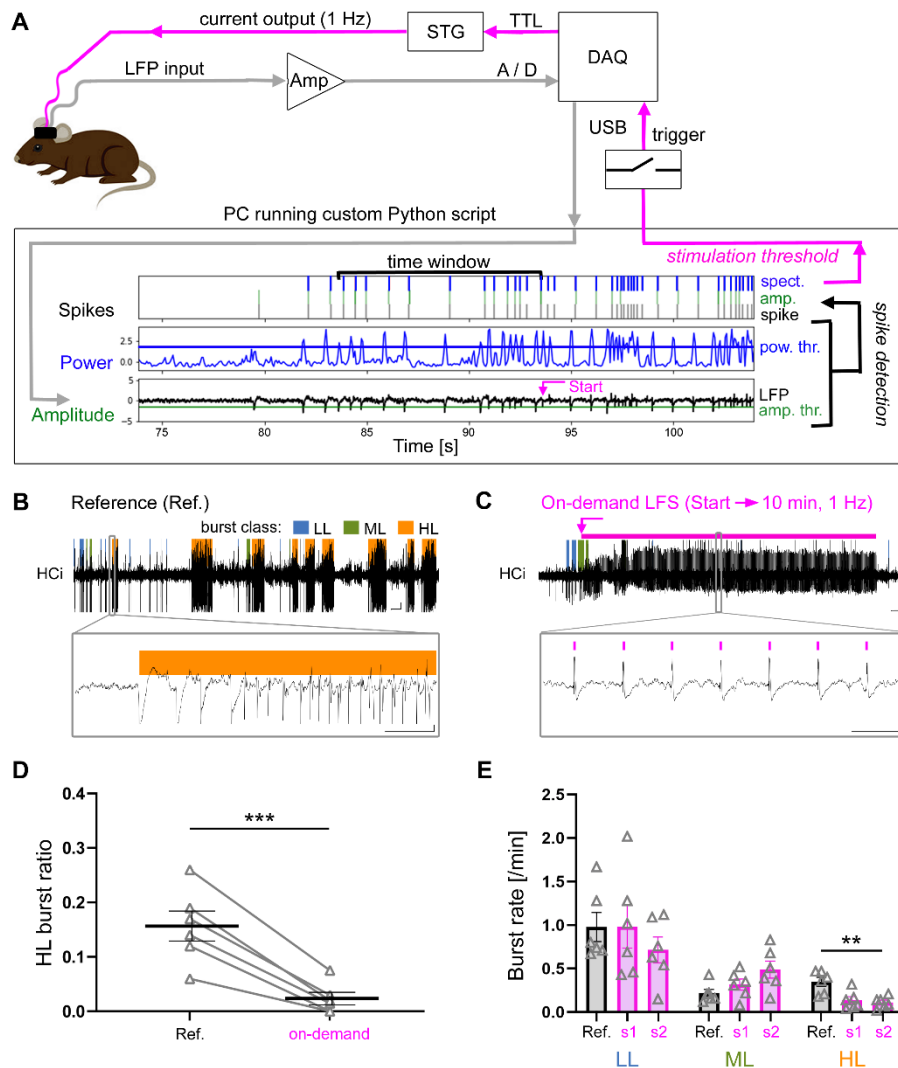 A
current output (1 Hz)
STG
TTL
DAQ
LFP input
Amp
A / D
USB
trigger
PC running custom Python script
stimulation threshold
time window
Spikes
spect.
amp.
spike
spike detection
Power
2.5
0.0
pow. thr.
Start
LFP
Amplitude
5
0
-5
amp. thr.
75 80 85 90 95 100
Time [s]
B
Reference (Ref.)
burst class: LL ML HL
HCi
C
On-demand LFS (Start → 10 min, 1 Hz)
HCi
D
HL burst ratio
0.4
0.3
0.2
0.1
0.0
***
Ref. on-demand
E
Burst rate [/min]
2.5
2.0
1.5
1.0
0.5
0.0
**
Ref. s1 s2 Ref. s1 s2 Ref. s1 s2
LL ML HL